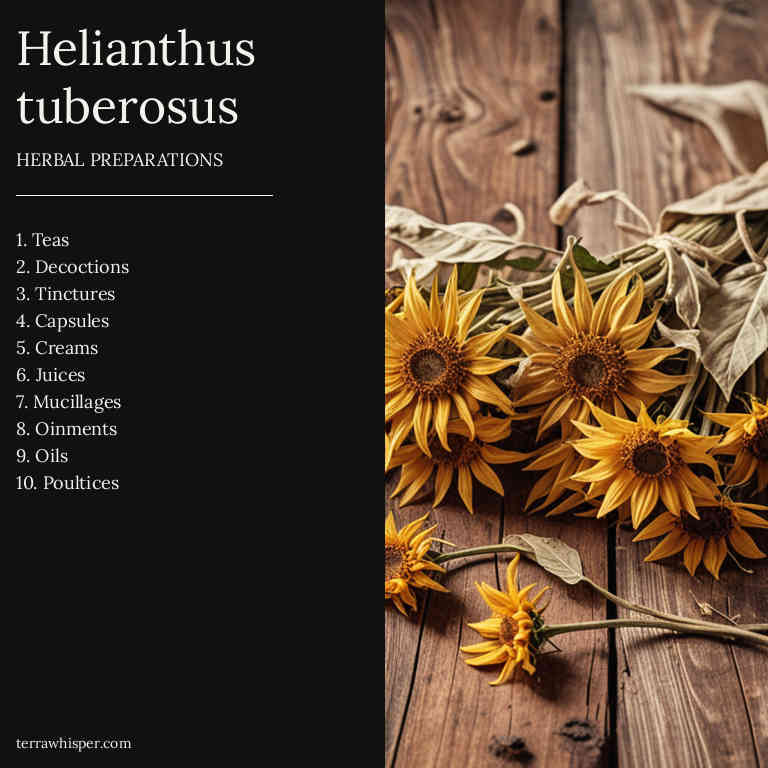 Helianthus
tuberosus
HERBAL PREPARATIONS
1. Teas
2. Decoctions
3. Tinctures
4. Capsules
5. Creams
6. Juices
7. Mucillages
8. Oinments
9. Oils
10. Poultices
terrawhisper.com